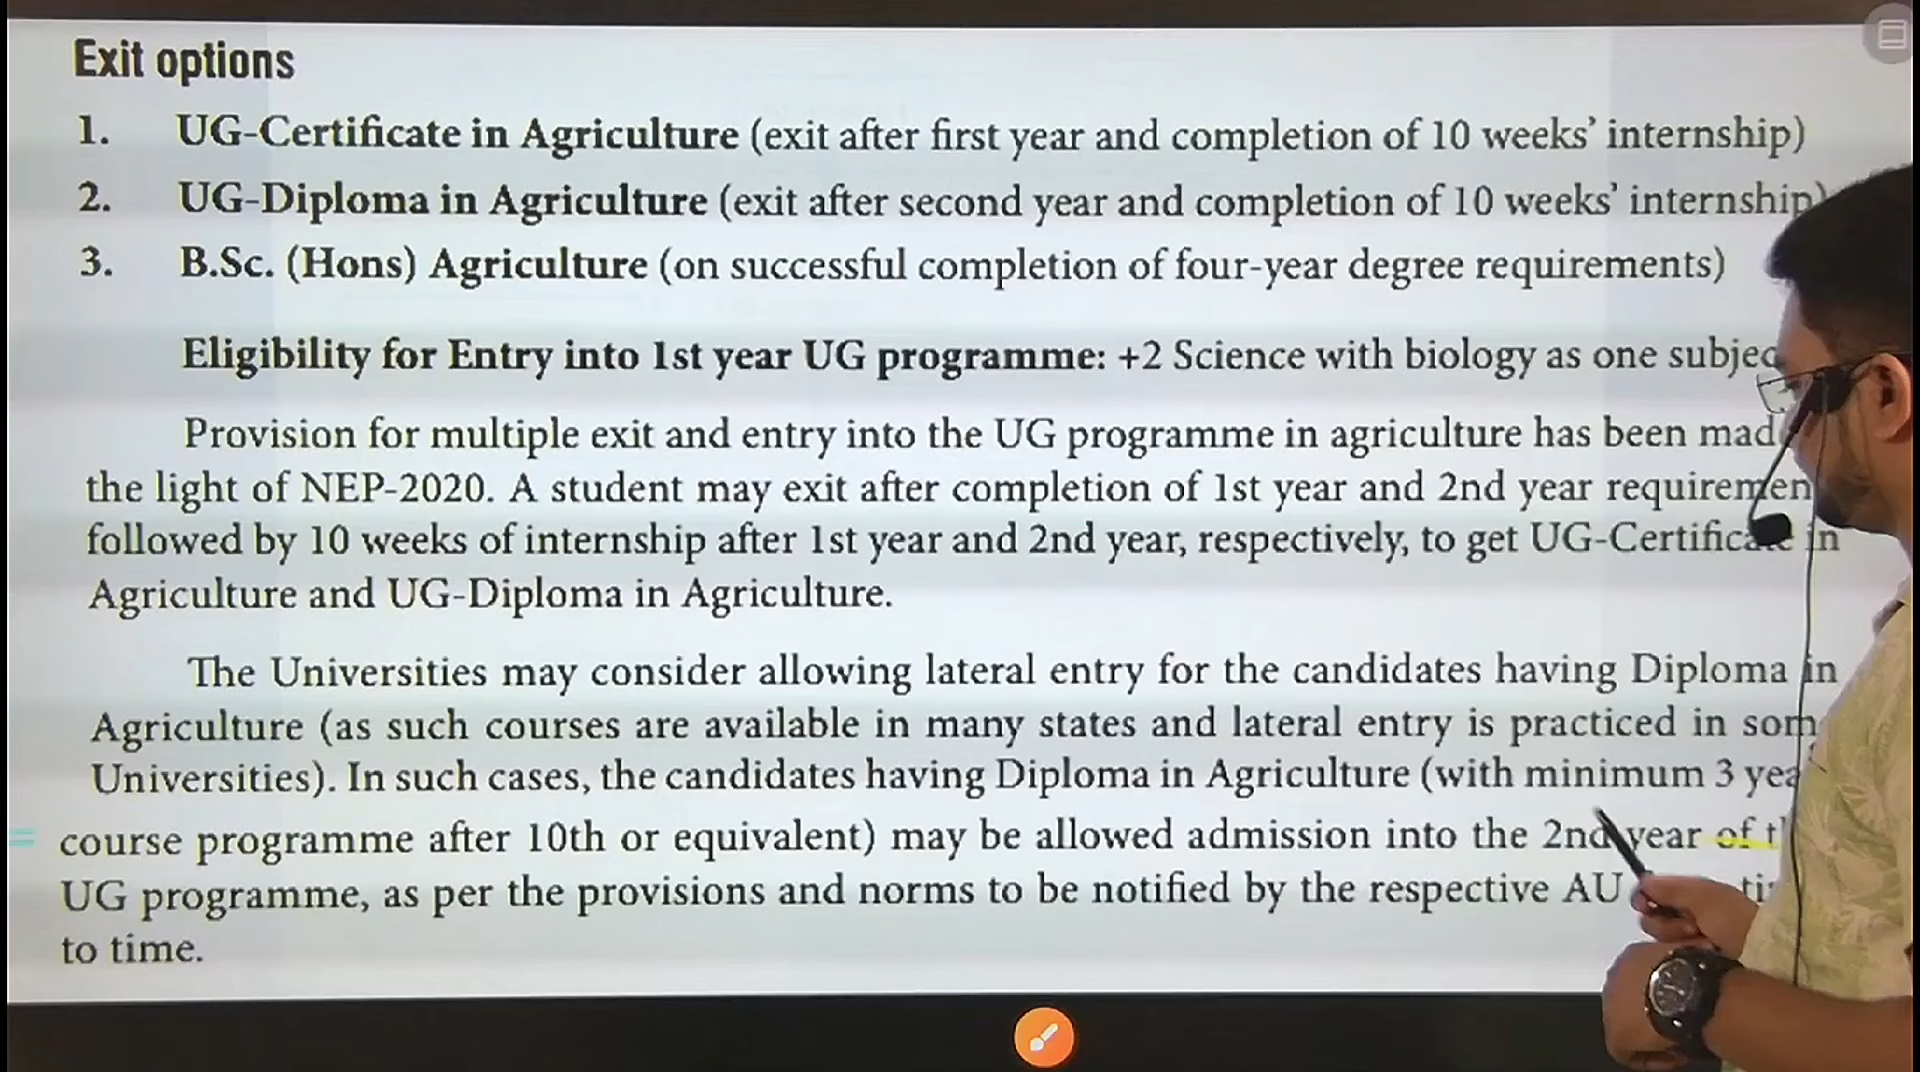 Exit options
1. UG-Certificate in Agriculture (exit after first year and completion of 10 weeks' internship)
2. UG-Diploma in Agriculture (exit after second year and completion of 10 weeks' internship)
3. B.Sc. (Hons) Agriculture (on successful completion of four-year degree requirements)
Eligibility for Entry into 1st year UG programme: +2 Science with biology as one
Provision for multiple exit and entry into the UG programme in agriculture has been
the light of NEP-2020. A student may exit after completion of 1st year and 2nd year
followed by 10 weeks of internship after 1st year and 2nd year, respectively, to get UG-Certificate in
Agriculture and UG-Diploma in Agriculture.
The Universities may consider allowing lateral entry for the candidates having Diploma in
Agriculture (as such courses are available in many states and lateral entry is practiced in
Universities). In such cases, the candidates having Diploma in Agriculture (with minimum 3
course programme after 10th or equivalent) may be allowed admission into the 2nd year of
UG programme, as per the provisions and norms to be notified by the respective AU
to time.